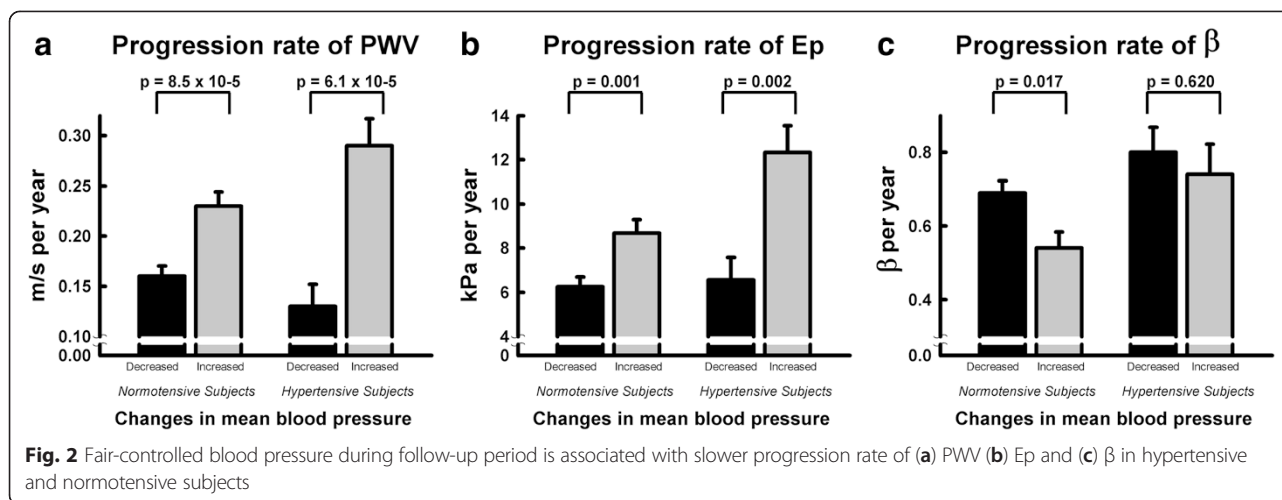 a Progression rate of PWV
p = 8.5 x 10-5 p = 6.1 x 10-5
m/s per year
0.30
0.25
0.20
0.15
0.10
0.00
Decreased Increased Decreased Increased
Normotensive Subjects Hypertensive Subjects
Changes in mean blood pressure
b Progression rate of Ep
p = 0.001 p = 0.002
kPa per year
14
12
10
8
6
4
0
Decreased Increased Decreased Increased
Normotensive Subjects Hypertensive Subjects
Changes in mean blood pressure
c Progression rate of β
p = 0.017 p = 0.620
β per year
0.8
0.6
0.4
0.0
Decreased Increased Decreased Increased
Normotensive Subjects Hypertensive Subjects
Changes in mean blood pressure
Fig. 2 Fair-controlled blood pressure during follow-up period is associated with slower progression rate of (a) PWV (b) Ep and (c) β in hypertensive
and normotensive subjects